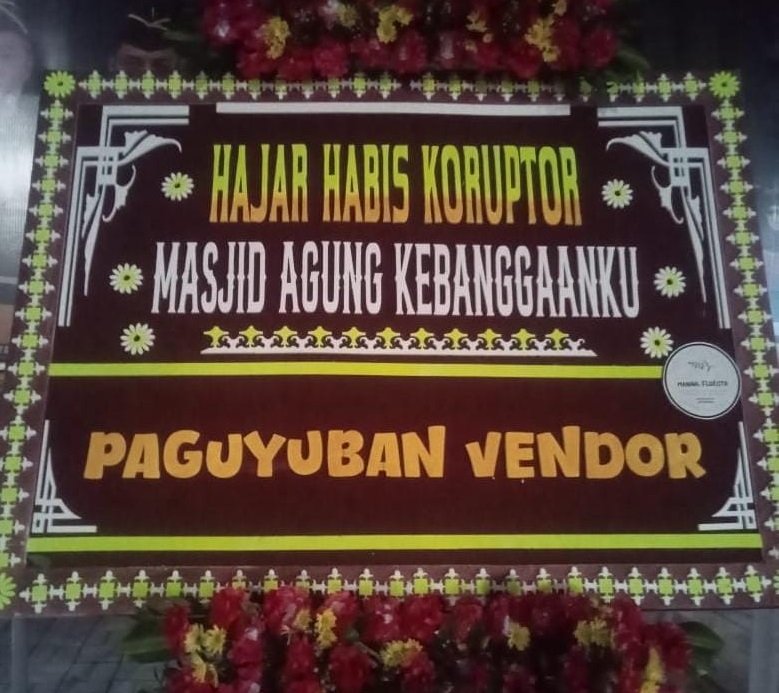 HAJAR HABIS KORUPTOR
MASJID AGUNG KEBANGGAANKU
PAGUYUBAN VENDOR